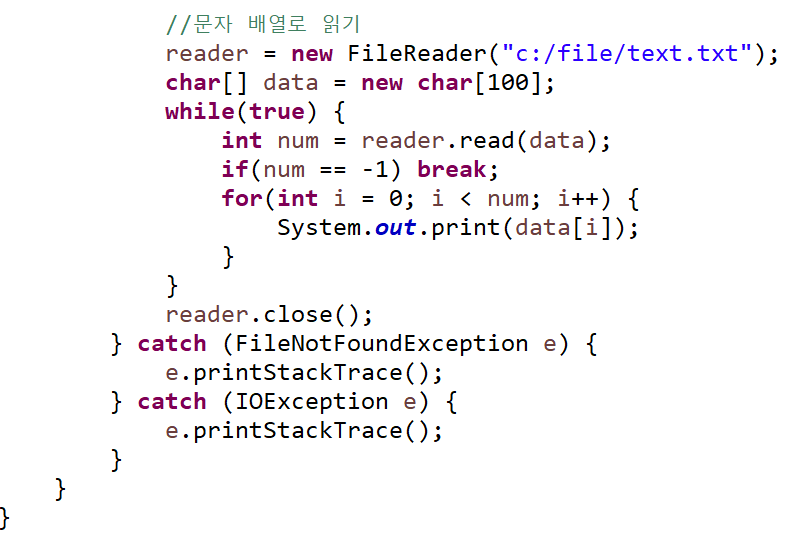 //문자 배열로 읽기
reader = new FileReader("c:/file/text.txt");
char[] data = new char[100];
while(true) {
int num = reader.read(data);
if(num == -1) break;
for(int i = 0; i < num; i++) {
System.out.print(data[i]);
}
}
reader.close();
} catch (FileNotFoundException e) {
e.printStackTrace();
} catch (IOException e) {
e.printStackTrace();
}
}
}